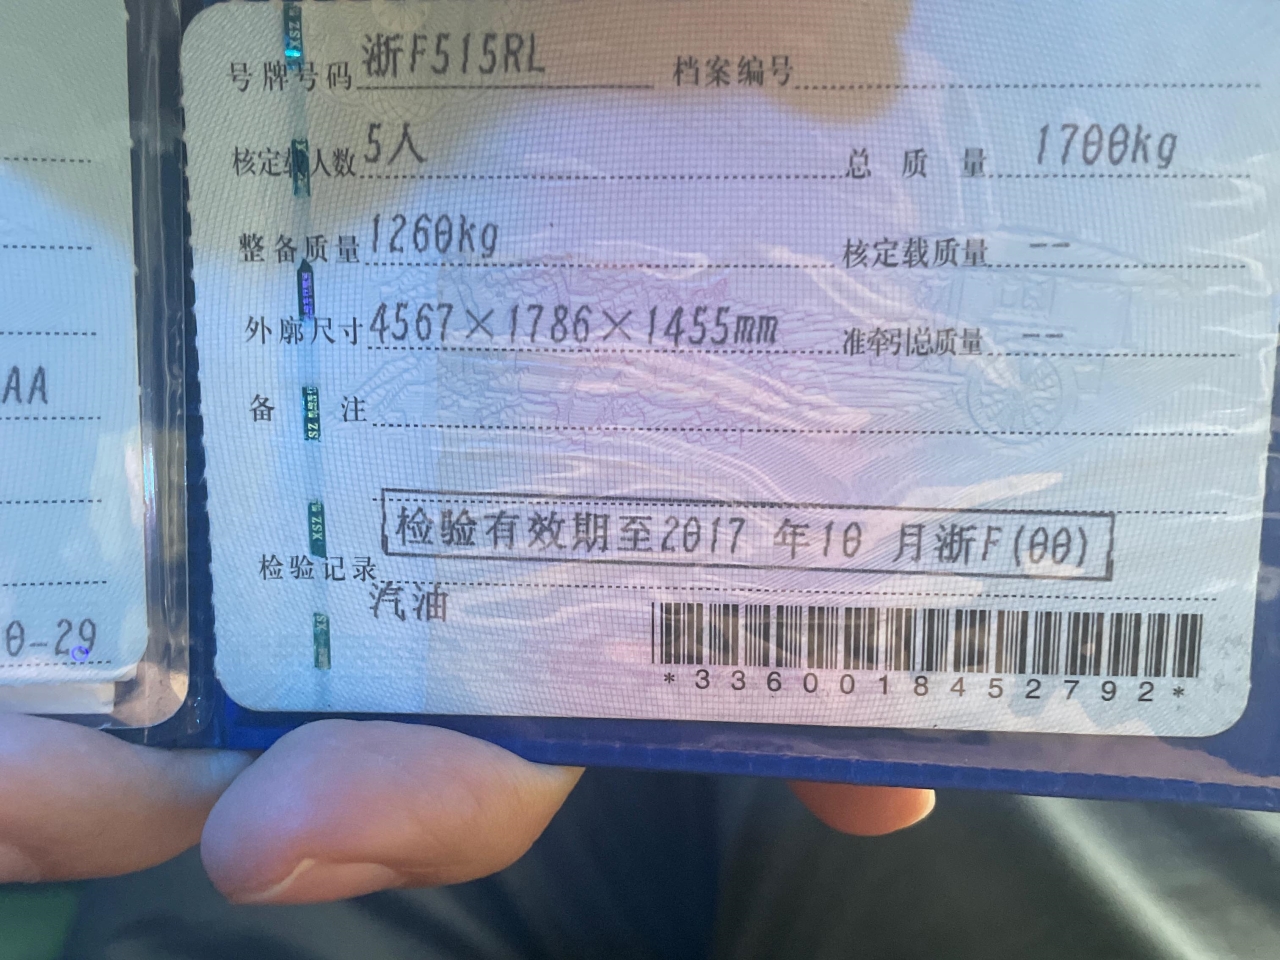 号牌号码 浙F515RL 档案编号
核定载人数 5人 总质量 1700kg
整备质量 1260kg 核定载质量 --
外廓尺寸 4567×1786×1455mm 准牵引总质量 --
AA
备注
检验有效期至2017 年10 月浙F(00)
检验记录
汽油
0-29
*3360018452792*